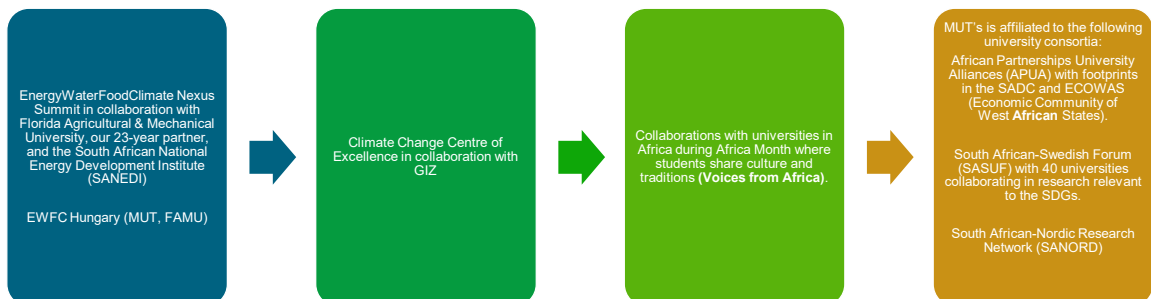 EnergyWaterFoodClimate Nexus
Summit in collaboration with
Florida Agricultural & Mechanical
University, our 23-year partner,
and the South African National
Energy Development Institute
(SANEDI)
EWFC Hungary (MUT, FAMU)
Climate Change Centre of
Excellence in collaboration with
GIZ
Collaborations with universities in
Africa during Africa Month where
students share culture and
traditions (Voices from Africa).
MUT's is affiliated to the following
university consortia:
African Partnerships University
Alliances (APUA) with footprints
in the SADC and ECOWAS
(Economic Community of
West African States).
South African-Swedish Forum
(SASUF) with 40 universities
collaborating in research relevant
to the SDGs.
South African-Nordic Research
Network (SANORD)